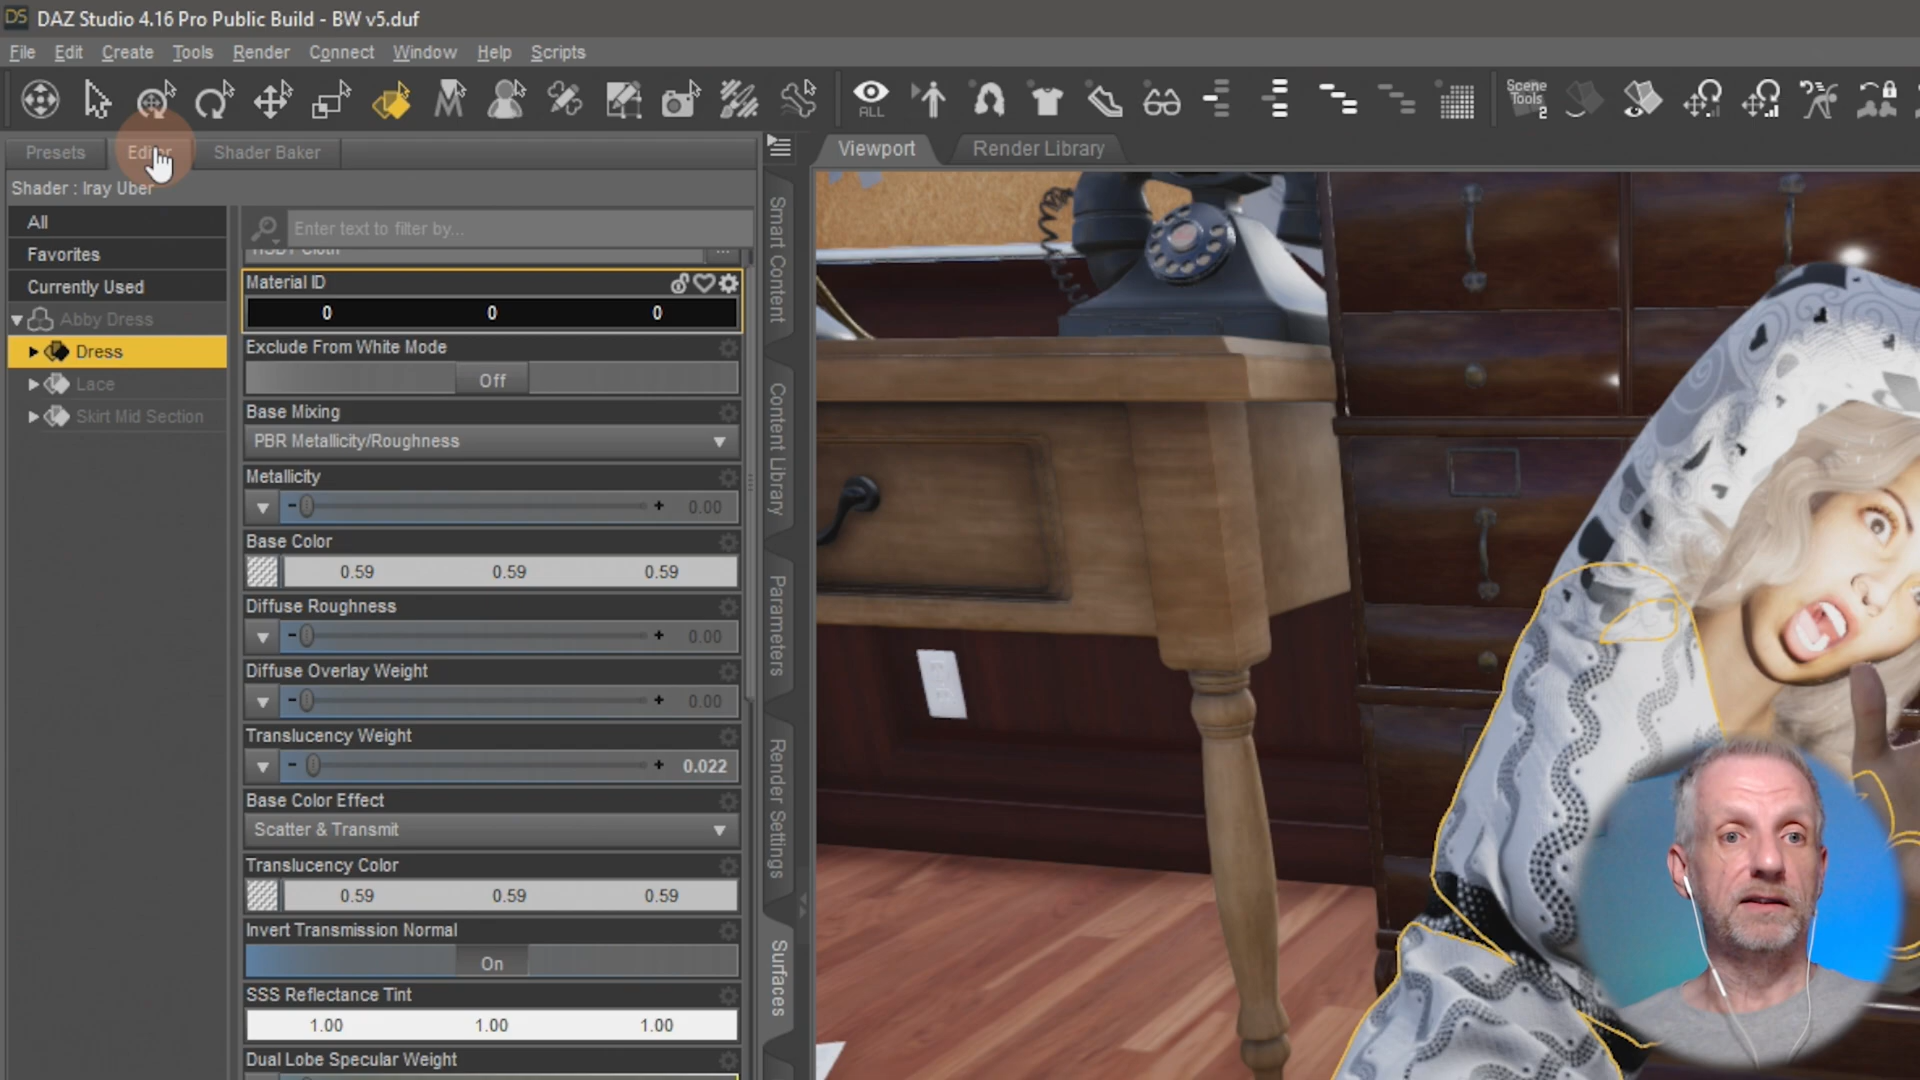 DS DAZ Studio 4.16 Pro Public Build - BW v5.duf
File Edit Create Tools Render Connect Window Help Scripts
ALL
Scene
Tools
2
Presets Editor Shader Baker
Viewport Render Library
Shader : Iray Uber
All
Favorites
Currently Used
Abby Dress
Dress
Lace
Skirt Mid Section
Enter text to filter by...
Material ID
0 0 0
Exclude From White Mode
Off
Base Mixing
PBR Metallicity/Roughness
Metallicity
- + 0.00
Base Color
0.59 0.59 0.59
Diffuse Roughness
- + 0.00
Diffuse Overlay Weight
- + 0.00
Translucency Weight
- + 0.022
Base Color Effect
Scatter & Transmit
Translucency Color
0.59 0.59 0.59
Invert Transmission Normal
On
SSS Reflectance Tint
1.00 1.00 1.00
Dual Lobe Specular Weight
Smart Content
Content Library
Parameters
Render Settings
Surfaces